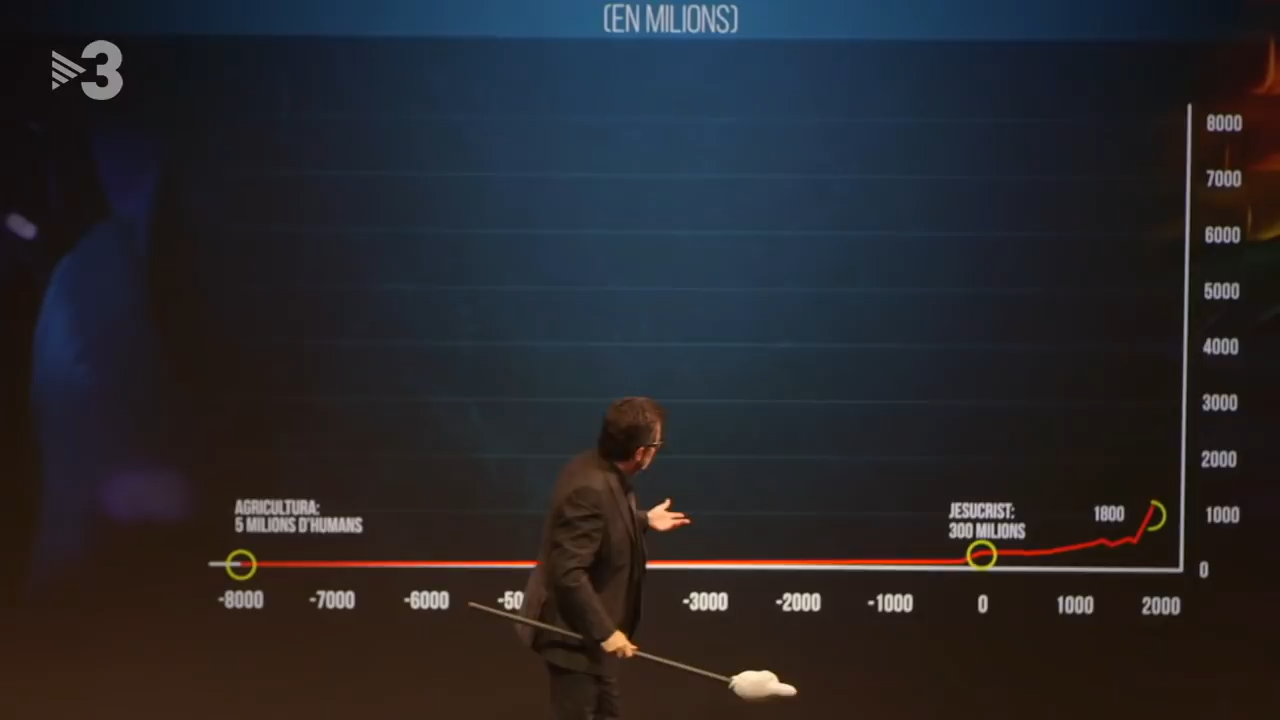 (EN MILIONS)
3
8000
7000
6000
5000
4000
3000
2000
AGRICULTURA:
5 MILIONS D'HUMANS
JESUCRIST:
300 MILIONS
1800
1000
0
-8000 -7000 -6000 -50 -3000 -2000 -1000 0 1000 2000